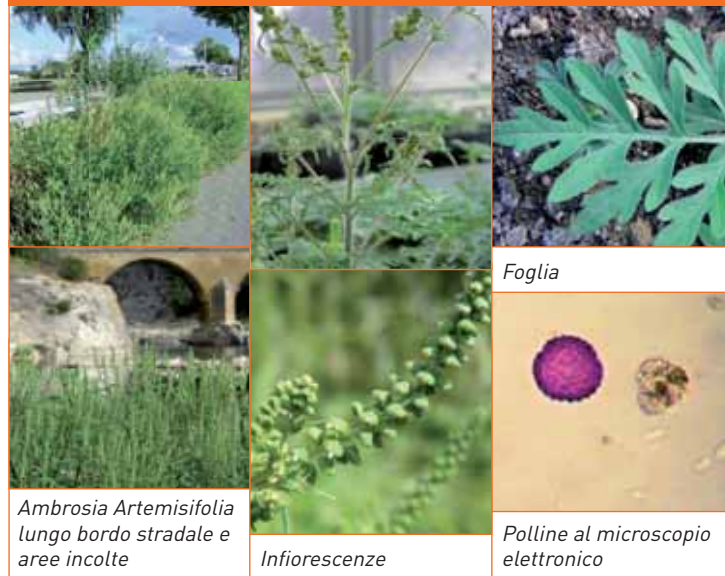 Foglia
Ambrosia Artemisifolia
lungo bordo stradale e
aree incolte
Infiorescenze
Polline al microscopio
elettronico